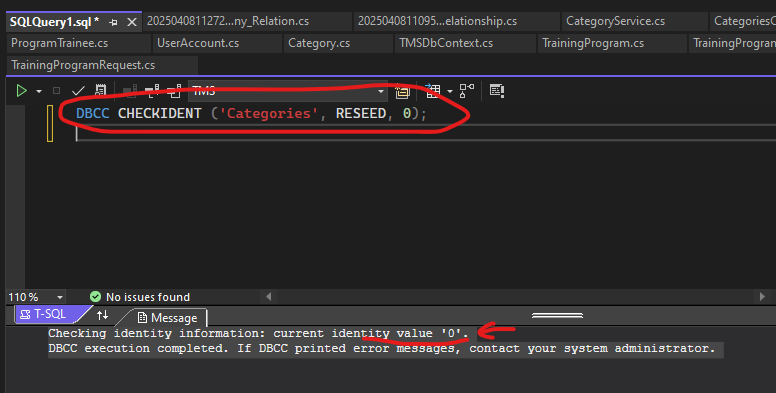 SQLQuery1.sql * 2025040811272...ny_Relation.cs 2025040811095...elationship.cs CategoryService.cs CategoriesC
ProgramTrainee.cs UserAccount.cs Category.cs TMSDbContext.cs TrainingProgram.cs TrainingProgram
TrainingProgramRequest.cs
TMS
DBCC CHECKIDENT ('Categories', RESEED, 0);
110 % No issues found
T-SQL Message
Checking identity information: current identity value '0'.
DBCC execution completed. If DBCC printed error messages, contact your system administrator.